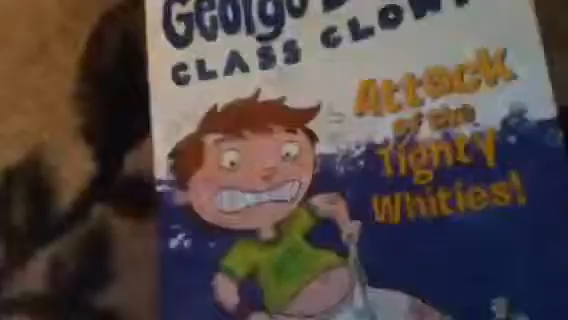 George
CLASS CLOWN
Attack
of the
Tighty
Whities!